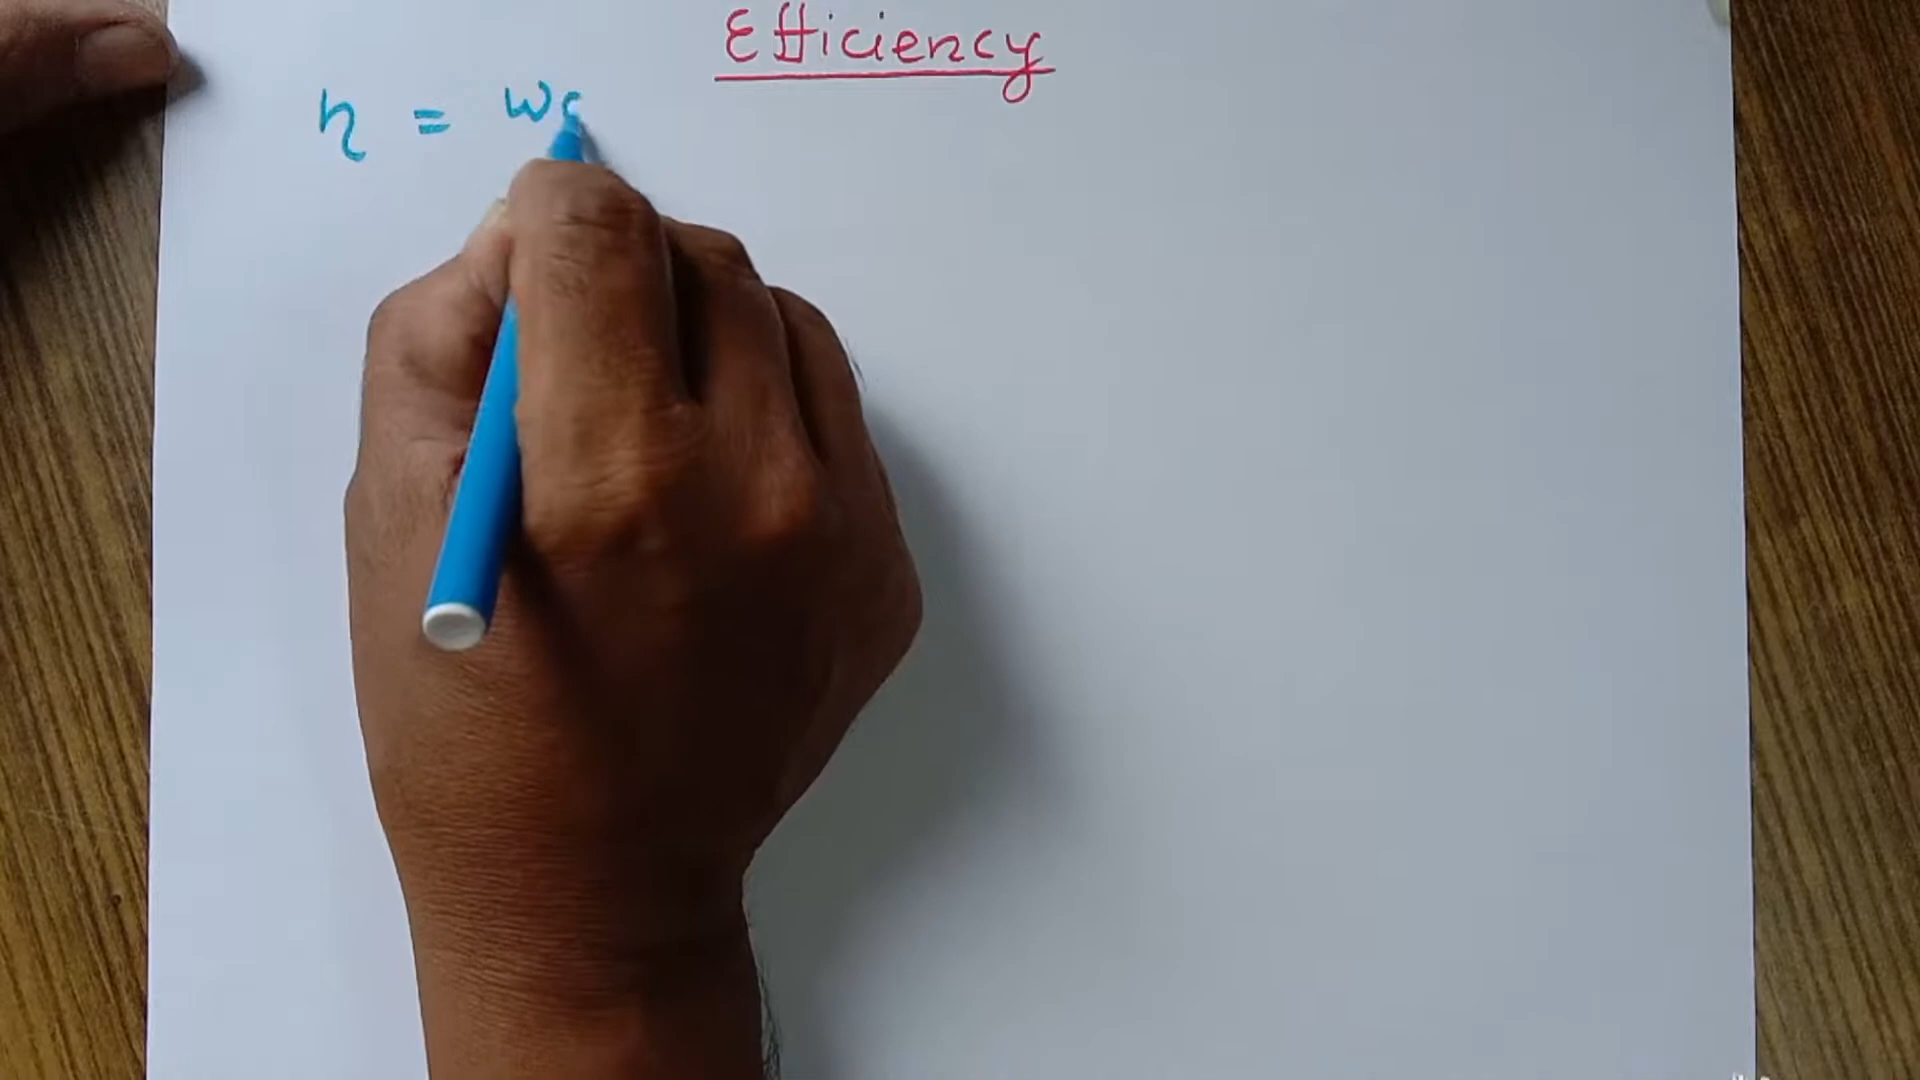 Efficiency
η = w